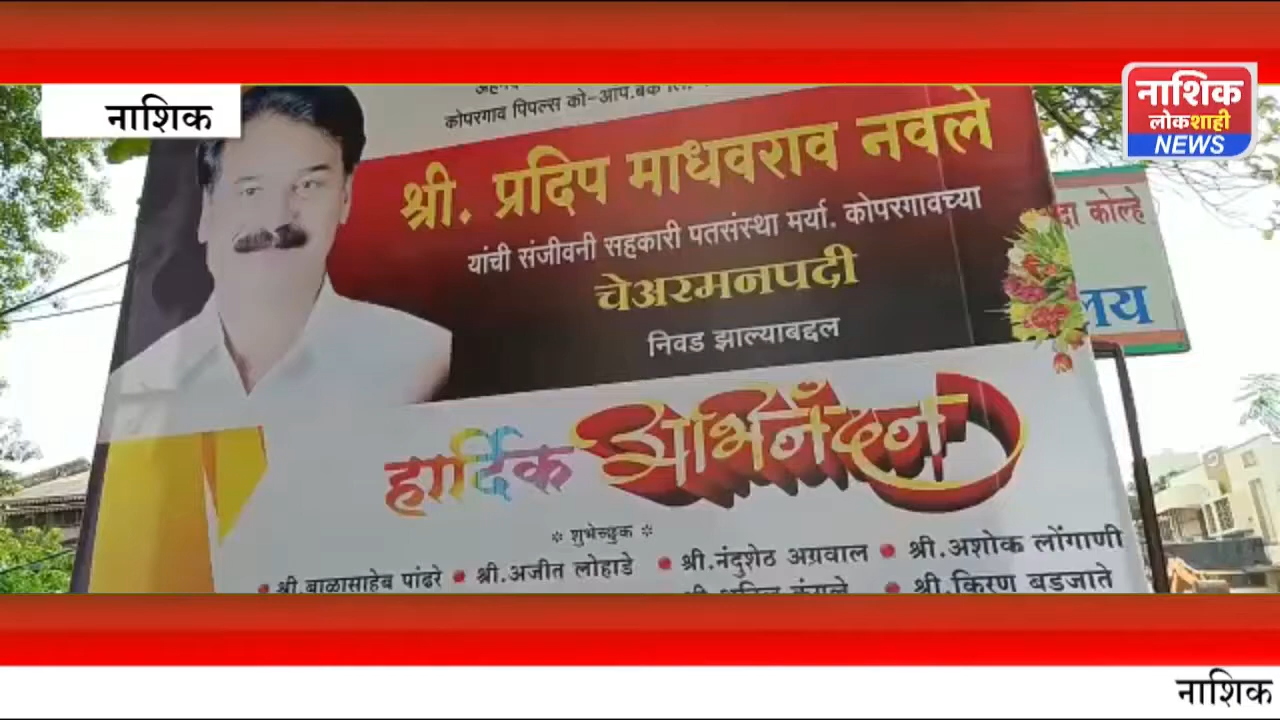 नाशिक
नाशिक
लोकशाही
NEWS
कोपरगाव पिपल्स को-आप.बँक लि.
श्री. प्रदिप माधवराव नवले
यांची संजीवनी सहकारी पतसंस्था मर्या. कोपरगावच्या
चेअरमनपदी
निवड झाल्याबद्दल
कोल्हे
लय
हार्दिक अभिनँदन
शुभेच्छुक
श्री.बाळासाहेब पांढरे श्री.अजीत लोहाडे श्री.नंदुशेठ अग्रवाल श्री.अशोक लोंगाणी
श्री.किरण बडजाते
नाशिक